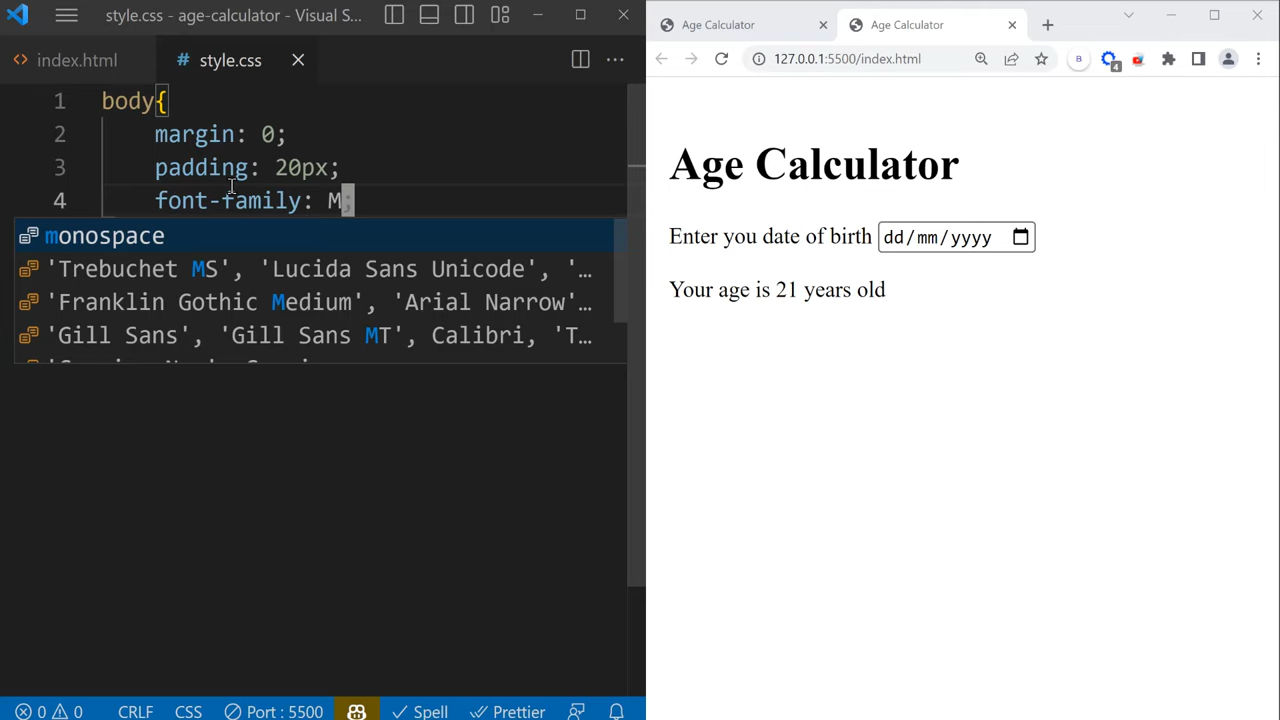 style.css - age-calculator - Visual S...
index.html
# style.css
1 body{
2 margin: 0;
3 padding: 20px;
4 font-family: M;
monospace
'Trebuchet MS', 'Lucida Sans Unicode', '...
'Franklin Gothic Medium', 'Arial Narrow'...
'Gill Sans', 'Gill Sans MT', Calibri, 'T...
0 0 CRLF CSS Port : 5500 Spell Prettier
Age Calculator
Age Calculator
127.0.0.1:5500/index.html
B
4
Age Calculator
Enter you date of birth dd/mm/yyyy
Your age is 21 years old